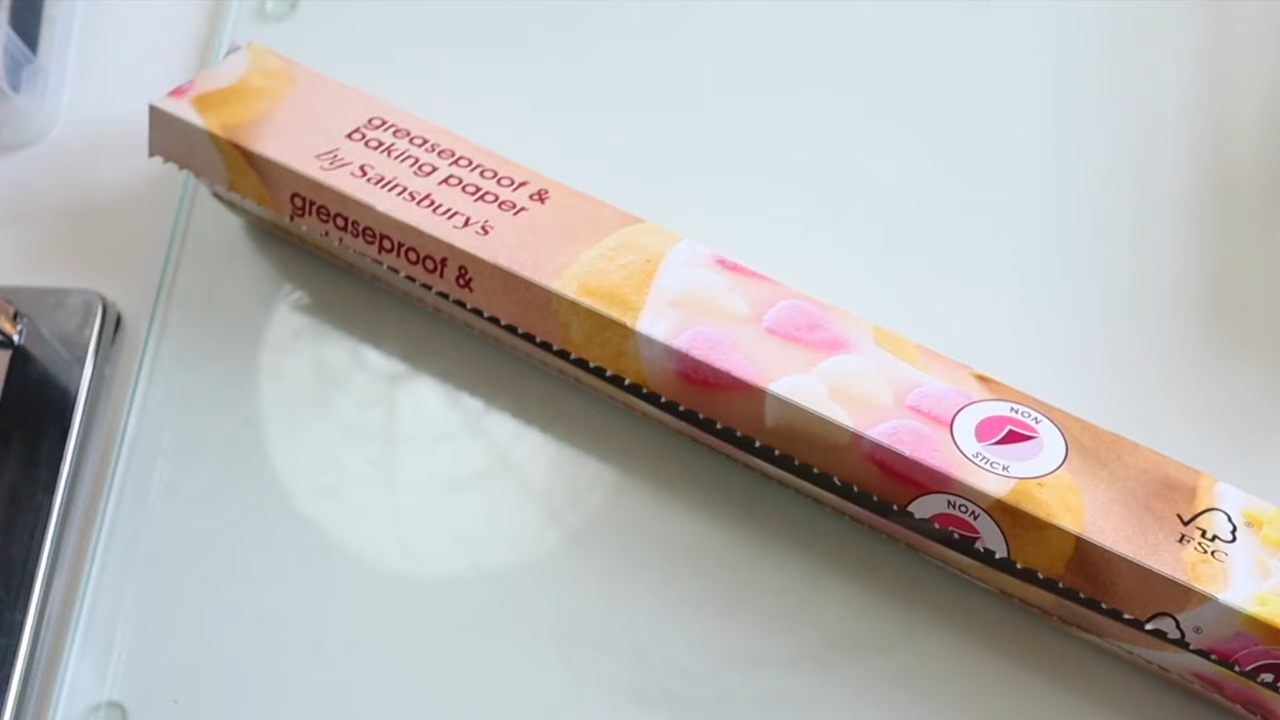 greaseproof &
baking paper
by Sainsbury's
greaseproof &
NON
STICK
NON
FSC
®
®